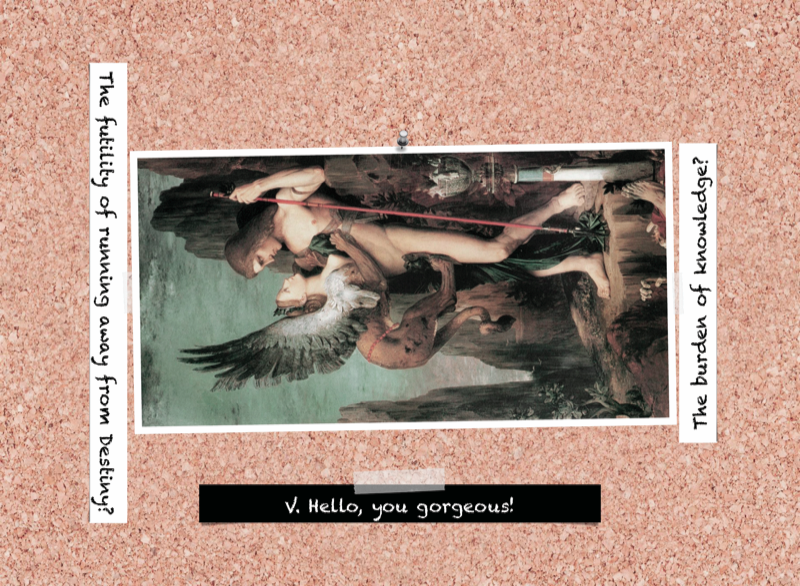 The futility of running away from Destiny?
The burden of knowledge?
V. Hello, you gorgeous!